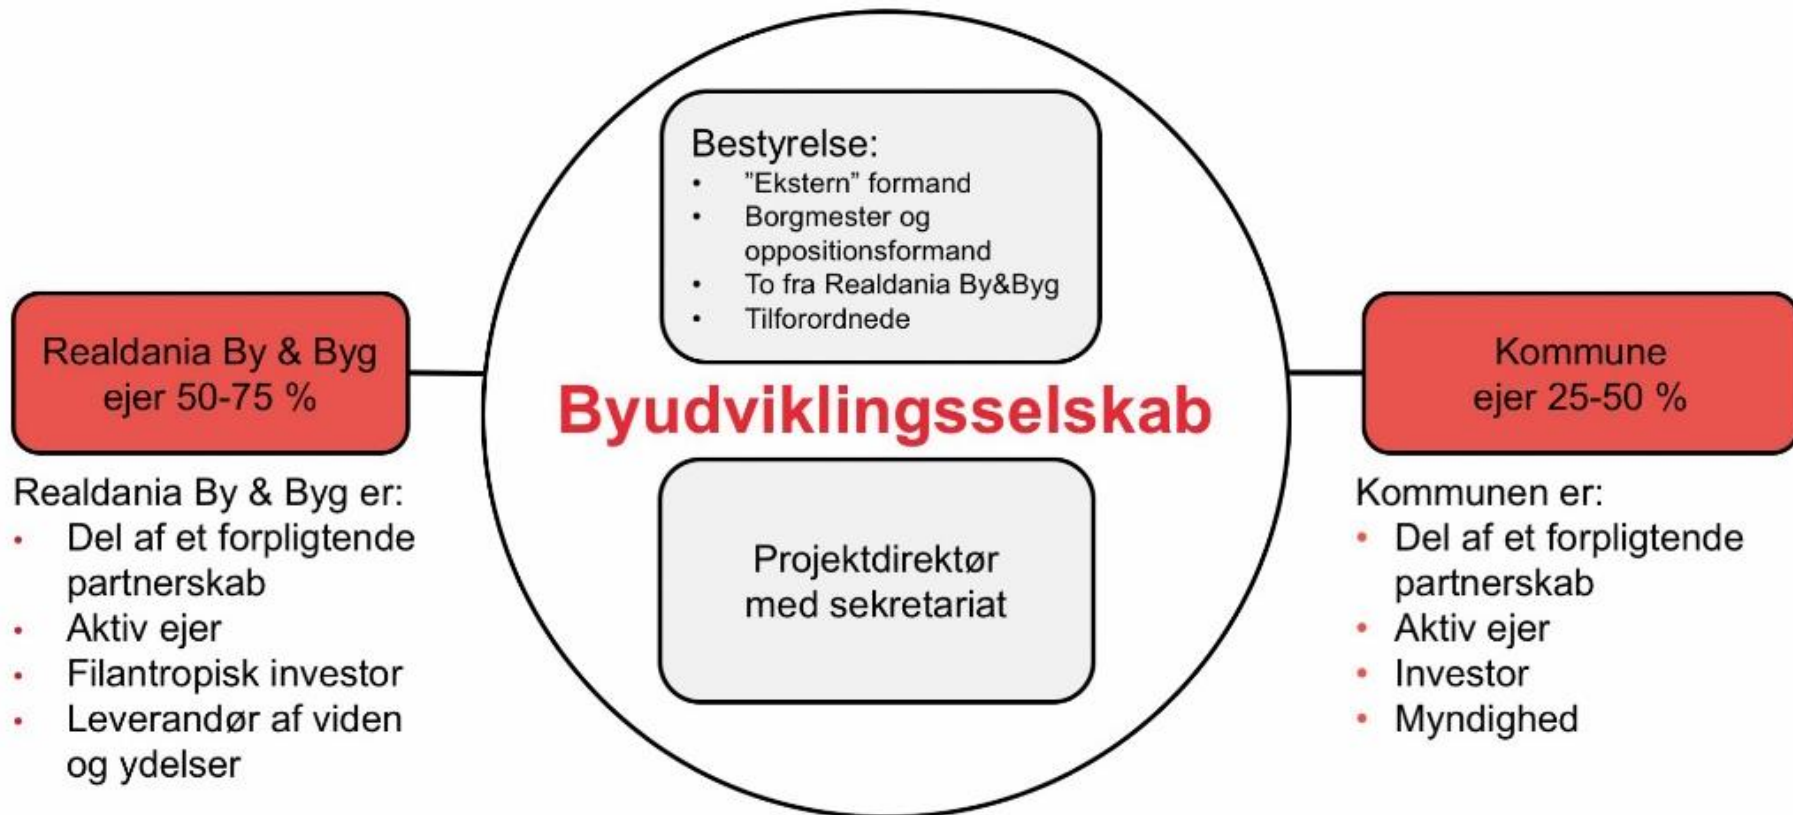 Bestyrelse:
• "Ekstern" formand
• Borgmester og
oppositionsformand
• To fra Realdania By&Byg
• Tilforordnede
Realdania By & Byg
ejer 50-75 %
Byudviklingsselskab
Kommune
ejer 25-50 %
Projektdirektør
med sekretariat
Realdania By & Byg er:
• Del af et forpligtende
partnerskab
• Aktiv ejer
• Filantropisk investor
• Leverandør af viden
og ydelser
Kommunen er:
• Del af et forpligtende
partnerskab
• Aktiv ejer
• Investor
• Myndighed